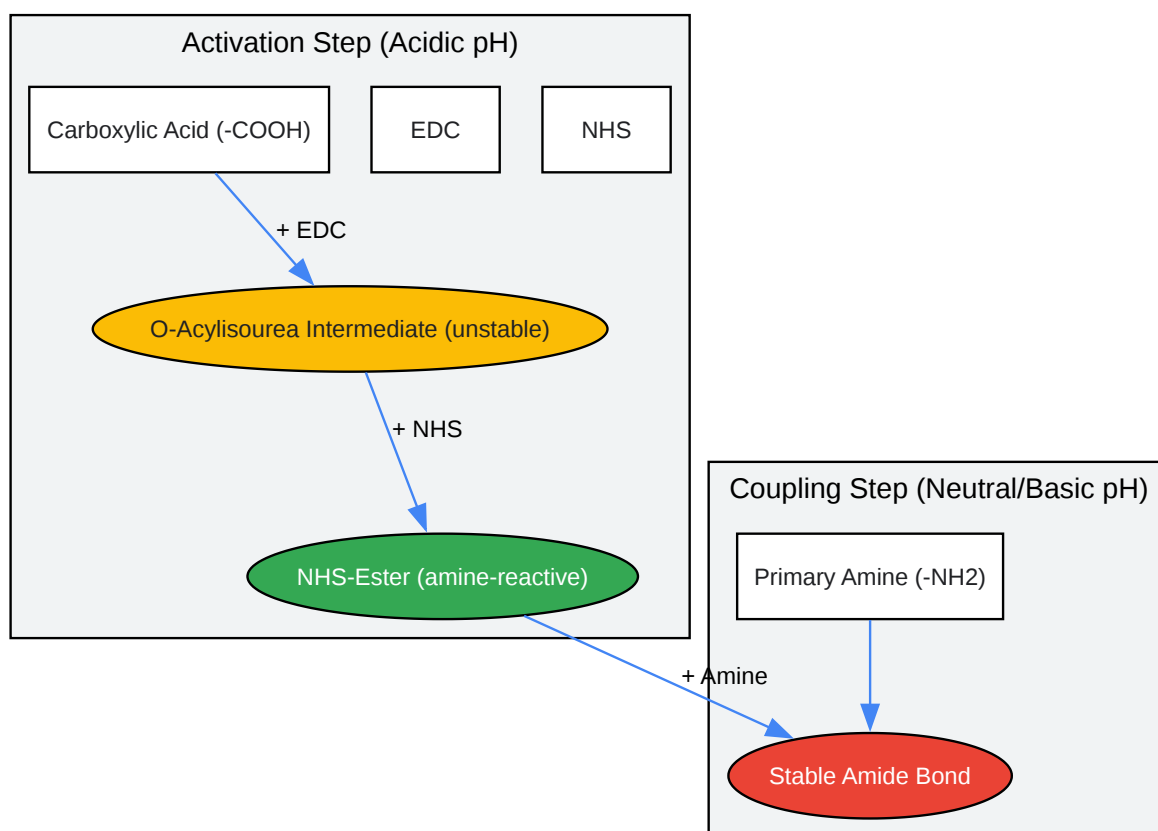 Activation Step (Acidic pH)
Carboxylic Acid (-COOH)
EDC
NHS
+ EDC
O-Acylisourea Intermediate (unstable)
+ NHS
NHS-Ester (amine-reactive)
Coupling Step (Neutral/Basic pH)
Primary Amine (-NH2)
+ Amine
Stable Amide Bond